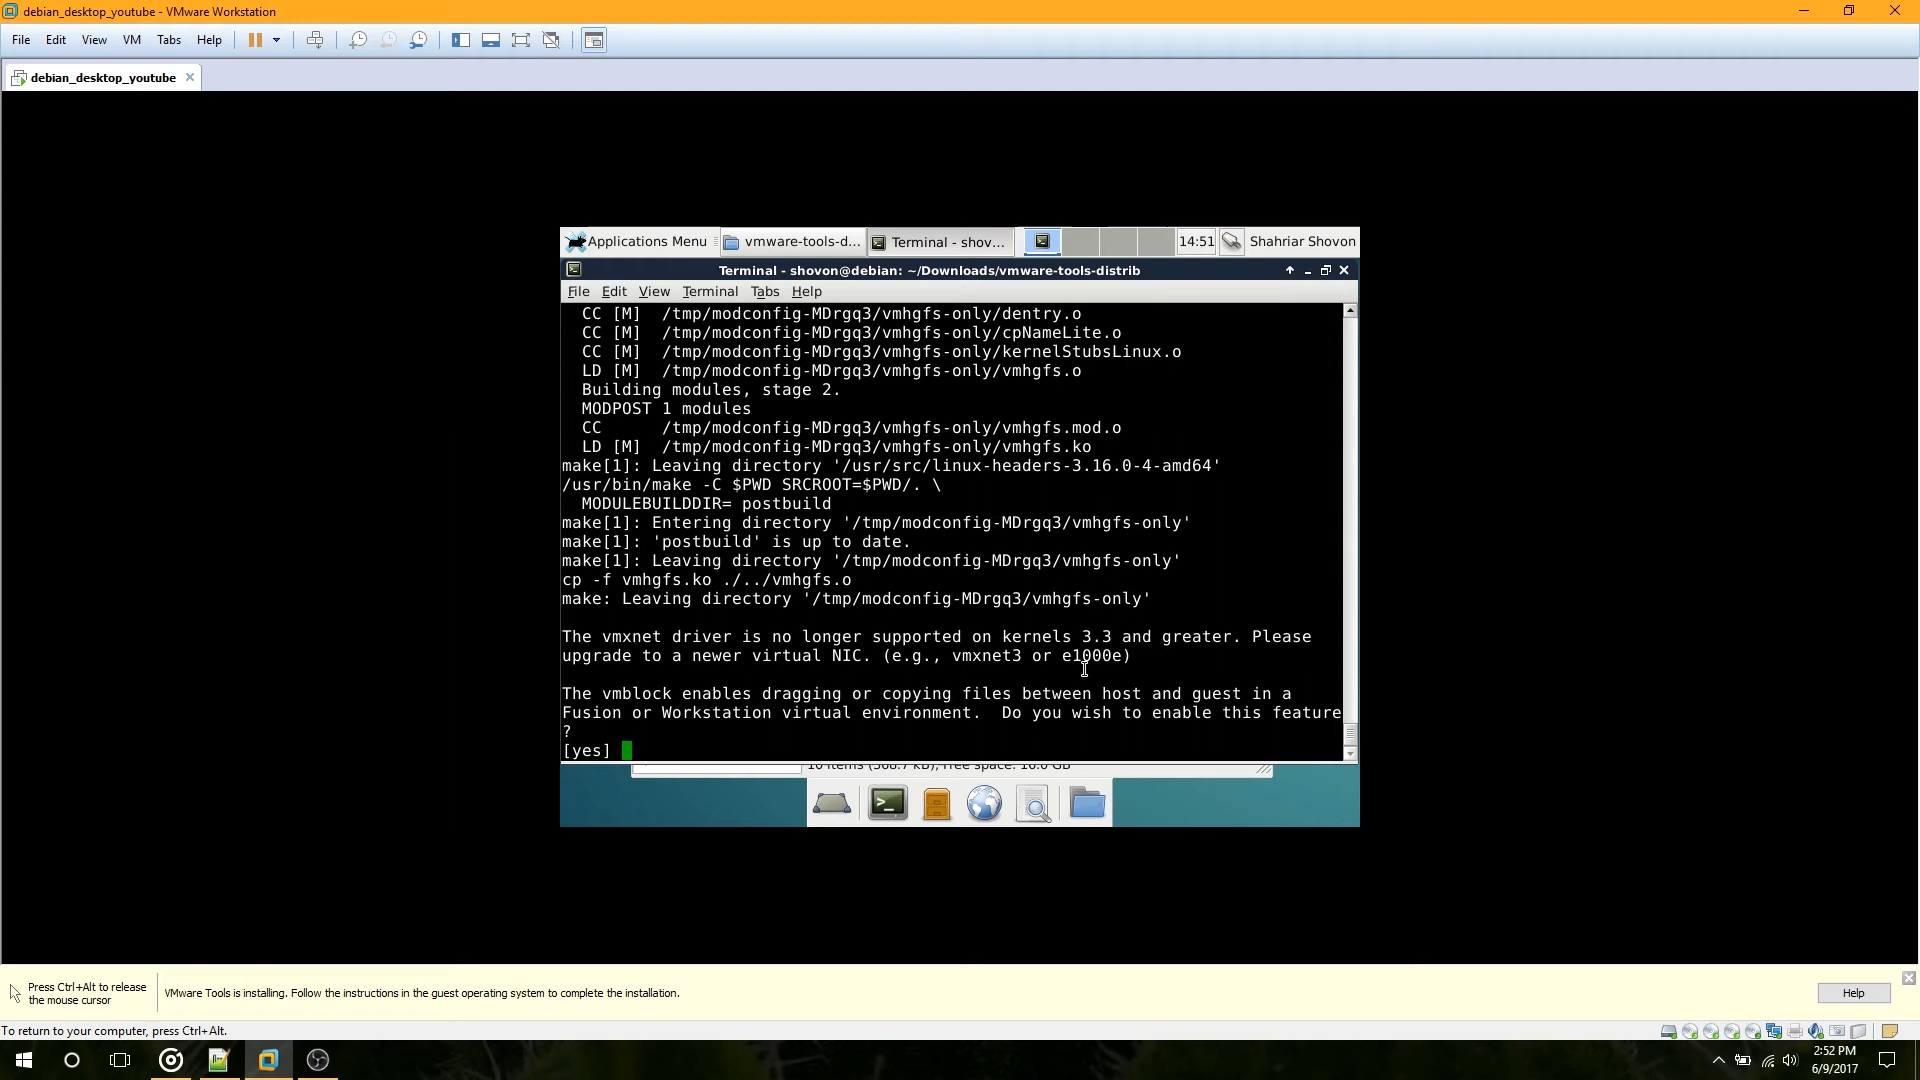 debian_desktop_youtube - VMware Workstation
File Edit View VM Tabs Help
debian_desktop_youtube
Applications Menu vmware-tools-d... Terminal - shov... 14:51 Shahriar Shovon
Terminal - shovon@debian: ~/Downloads/vmware-tools-distrib
File Edit View Terminal Tabs Help
CC [M]  /tmp/modconfig-MDrgq3/vmhgfs-only/dentry.o
CC [M]  /tmp/modconfig-MDrgq3/vmhgfs-only/cpNameLite.o
CC [M]  /tmp/modconfig-MDrgq3/vmhgfs-only/kernelStubsLinux.o
LD [M]  /tmp/modconfig-MDrgq3/vmhgfs-only/vmhgfs.o
Building modules, stage 2.
MODPOST 1 modules
CC      /tmp/modconfig-MDrgq3/vmhgfs-only/vmhgfs.mod.o
LD [M]  /tmp/modconfig-MDrgq3/vmhgfs-only/vmhgfs.ko
make[1]: Leaving directory '/usr/src/linux-headers-3.16.0-4-amd64'
/usr/bin/make -C $PWD SRCROOT=$PWD/. \
MODULEBUILDDIR= postbuild
make[1]: Entering directory '/tmp/modconfig-MDrgq3/vmhgfs-only'
make[1]: 'postbuild' is up to date.
make[1]: Leaving directory '/tmp/modconfig-MDrgq3/vmhgfs-only'
cp -f vmhgfs.ko ./../vmhgfs.o
make: Leaving directory '/tmp/modconfig-MDrgq3/vmhgfs-only'
The vmxnet driver is no longer supported on kernels 3.3 and greater. Please
upgrade to a newer virtual NIC. (e.g., vmxnet3 or e1000e)
The vmblock enables dragging or copying files between host and guest in a
Fusion or Workstation virtual environment.  Do you wish to enable this feature
?
[yes]
Press Ctrl+Alt to release
the mouse cursor
VMware Tools is installing. Follow the instructions in the guest operating system to complete the installation.
Help
To return to your computer, press Ctrl+Alt.
2:52 PM
6/9/2017